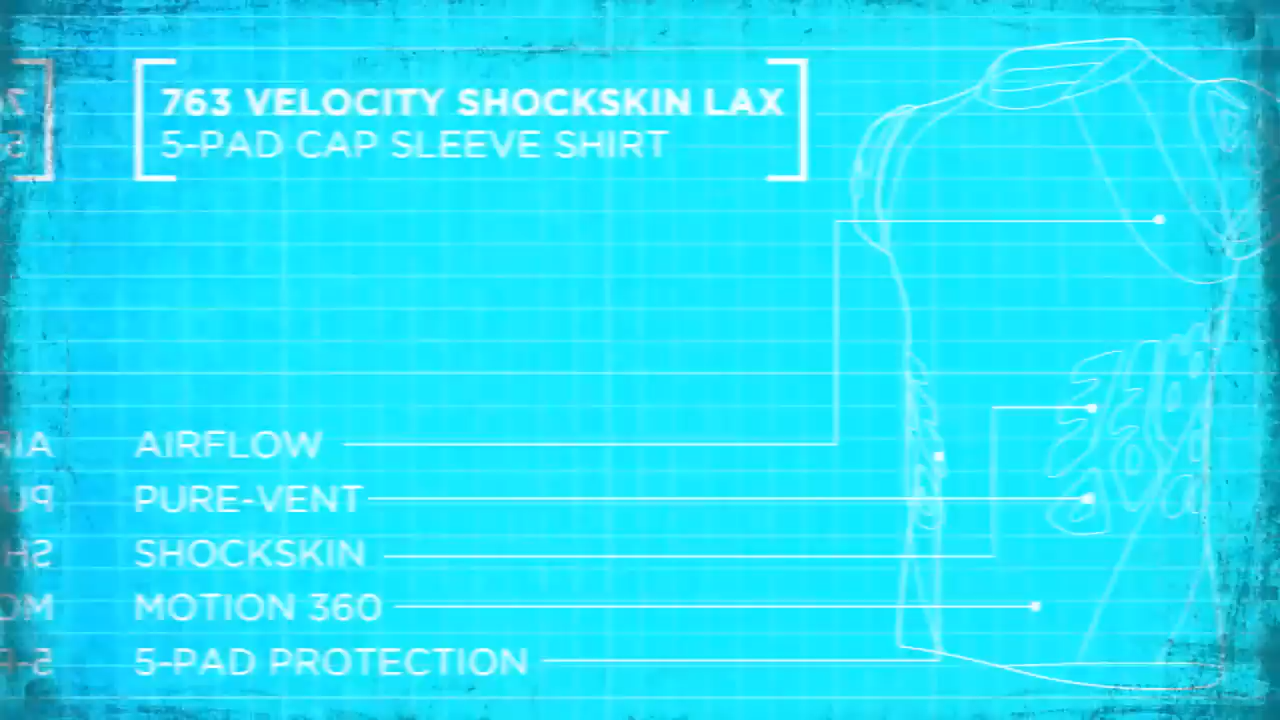 763 VELOCITY SHOCKSKIN LAX
5-PAD CAP SLEEVE SHIRT
AIRFLOW
PURE-VENT
SHOCKSKIN
MOTION 360
5-PAD PROTECTION